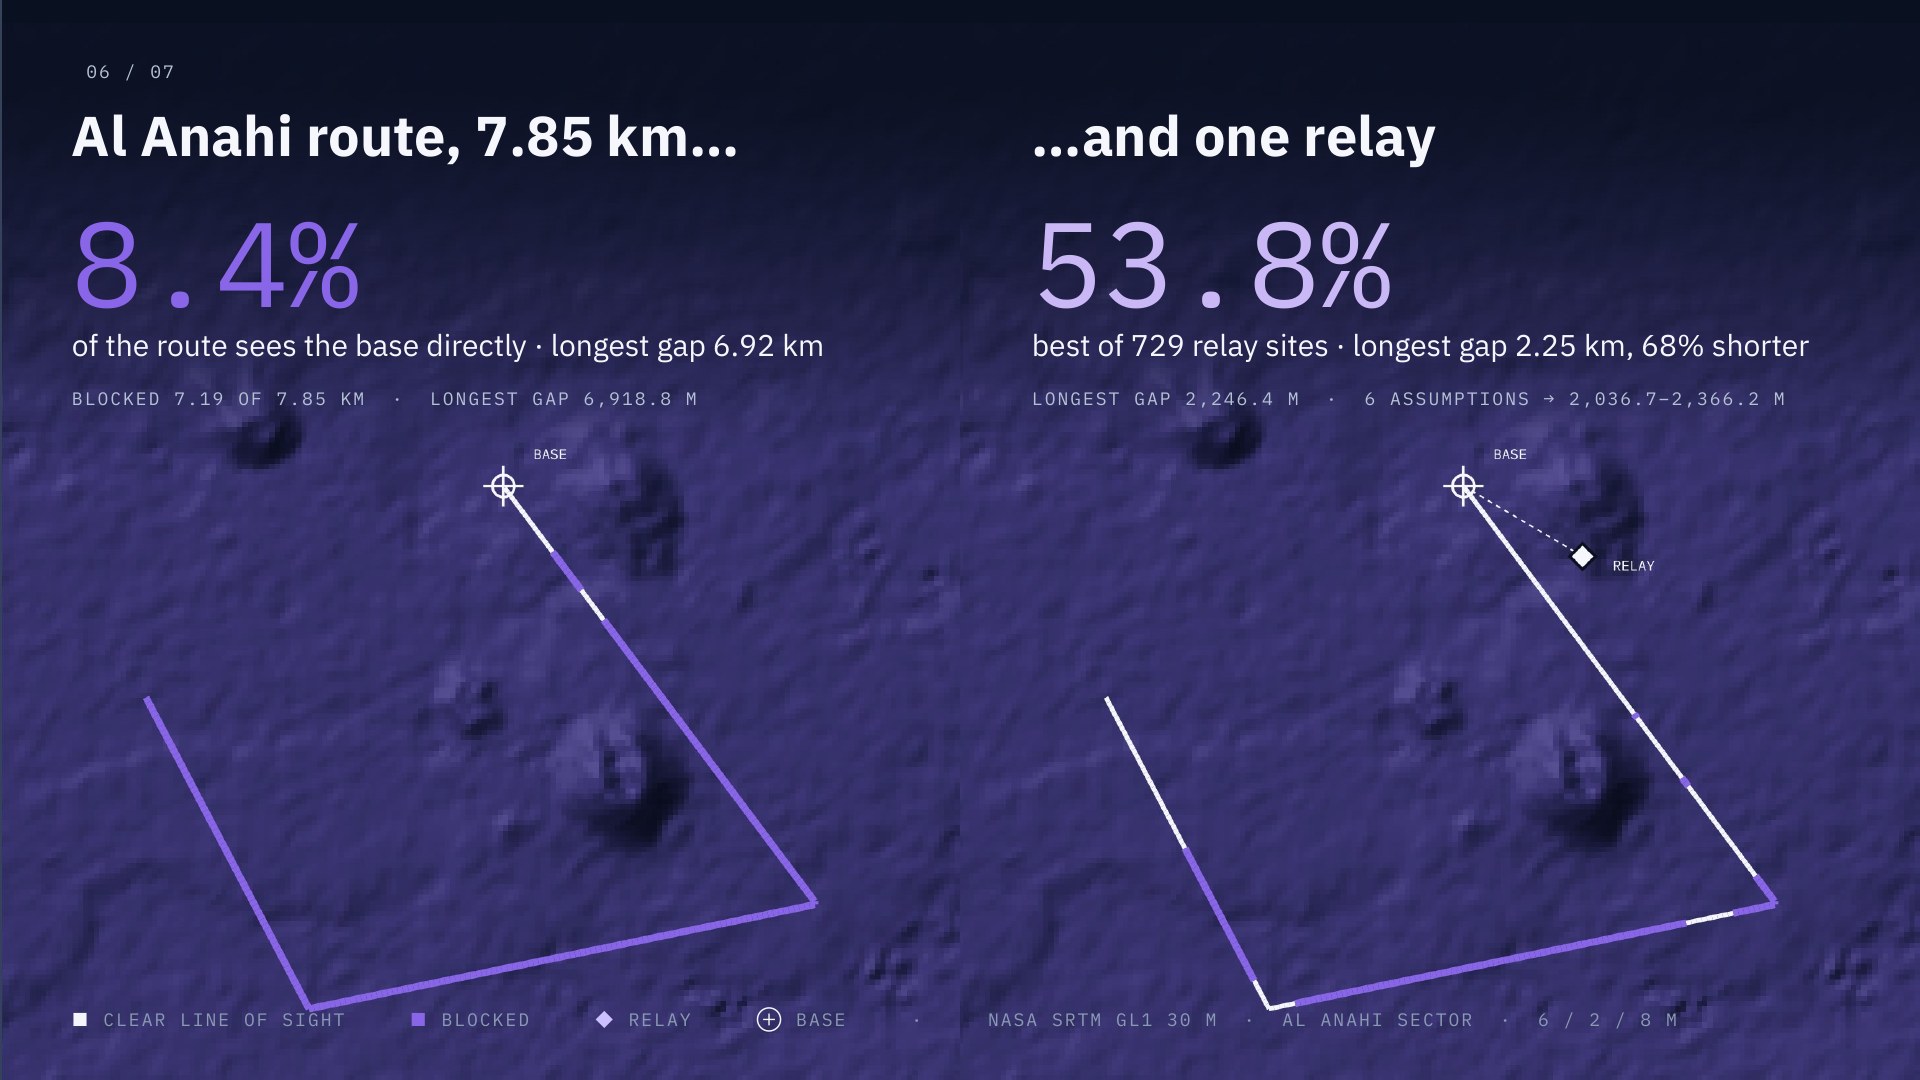 06 / 07
Al Anahi route, 7.85 km...
8.4%
of the route sees the base directly · longest gap 6.92 km
BLOCKED 7.19 OF 7.85 KM · LONGEST GAP 6,918.8 M
BASE
...and one relay
53.8%
best of 729 relay sites · longest gap 2.25 km, 68% shorter
LONGEST GAP 2,246.4 M · 6 ASSUMPTIONS → 2,036.7–2,366.2 M
BASE
RELAY
CLEAR LINE OF SIGHT BLOCKED RELAY BASE · NASA SRTM GL1 30 M · AL ANAHI SECTOR · 6 / 2 / 8 M